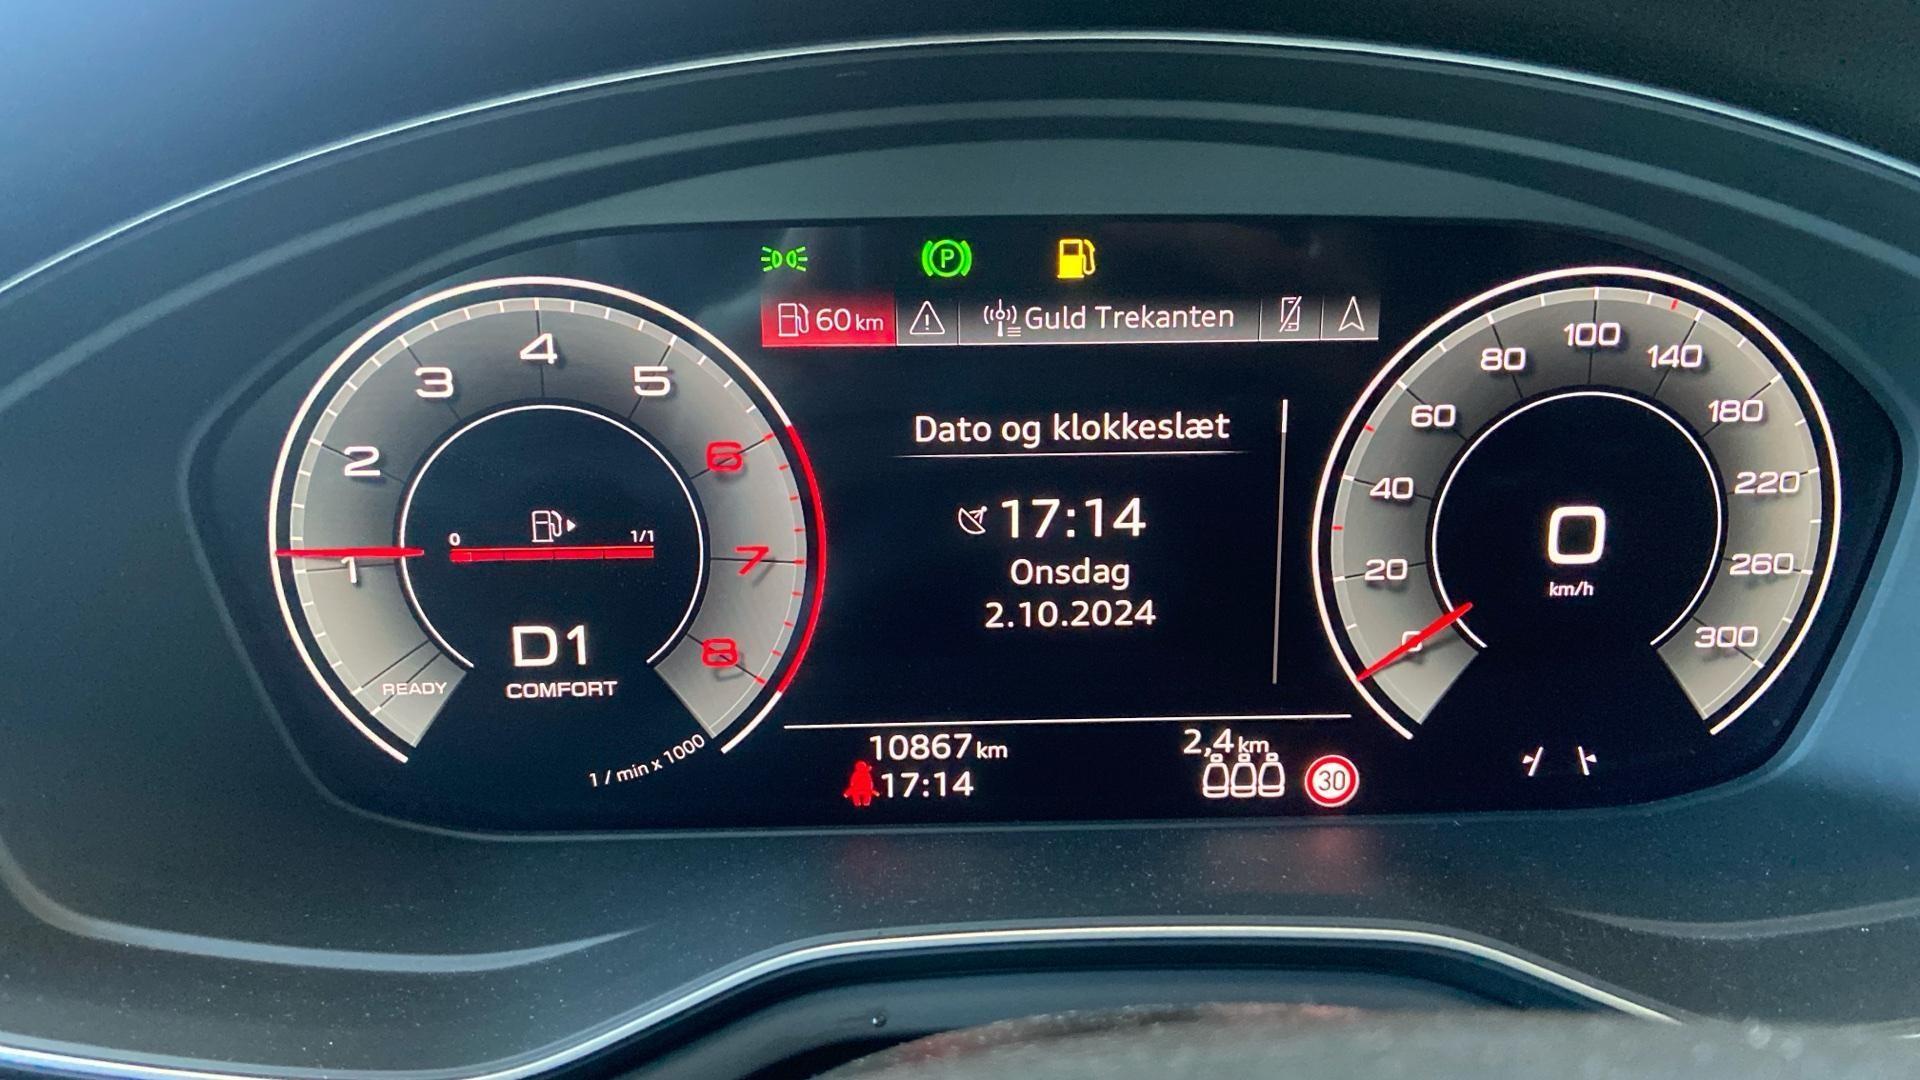 P
60 km
Guld Trekanten
1
2
3
4
5
6
7
8
READY
0
1/1
D1
COMFORT
1 / min x 1000
Dato og klokkeslæt
17:14
Onsdag
2.10.2024
10867 km
17:14
2,4 km
30
0
20
40
60
80
100
140
180
220
260
300
0
km/h